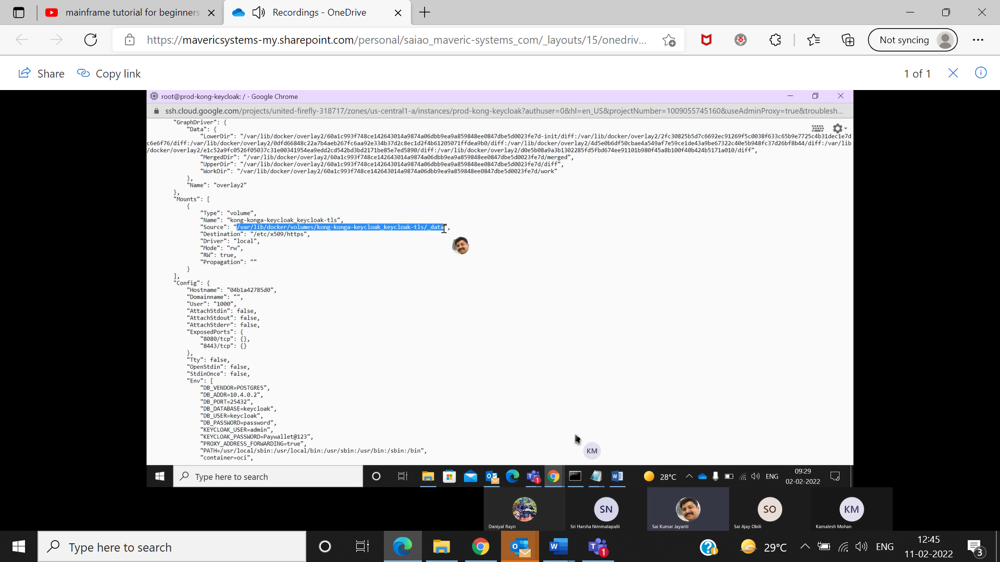 mainframe tutorial for beginners
Recordings - OneDrive
https://mavericsystems-my.sharepoint.com/personal/saiao_maveric-systems_com/_layouts/15/onedriv...
Not syncing
Share
Copy link
1 of 1
root@prod-kong-keycloak: / - Google Chrome
ssh.cloud.google.com/projects/united-firefly-318717/zones/us-central1-a/instances/prod-kong-keycloak?authuser=0&hl=en_US&projectNumber=1009055745160&useAdminProxy=true&troublesh...
"GraphDriver": {
"Data": {
"LowerDir": "/var/lib/docker/overlay2/60a1c993f748ce142643014a9874a06dbb9ea9a859848ee0847dbe5d0023fe7d-init/diff:/var/lib/docker/overlay2/2fc30825b5d7c6692ec91269f5c0038f633c65b9e7725c4b31dec1e7d
c6e6f76/diff:/var/lib/docker/overlay2/0dfd66848c22a7b4aeb267fc6aa92e334b37d2c8ec1d2f4b61205071ffdea9b0/diff:/var/lib/docker/overlay2/4d5e0b6df50cbae4a549af7e59ce1de43a9be67322c40e5b948fc37d26bf8b44/diff:/var/lib
/docker/overlay2/e1c52a9fc0526f05037c31e00341954ea9edd2cd542bd3bd2171be85e7ed5890/diff:/var/lib/docker/overlay2/d0e5b08a9a3b1302285fd5fbd674ee91101b980f45a8b100f40b424b5171a010/diff",
"MergedDir": "/var/lib/docker/overlay2/60a1c993f748ce142643014a9874a06dbb9ea9a859848ee0847dbe5d0023fe7d/merged",
"UpperDir": "/var/lib/docker/overlay2/60a1c993f748ce142643014a9874a06dbb9ea9a859848ee0847dbe5d0023fe7d/diff",
"WorkDir": "/var/lib/docker/overlay2/60a1c993f748ce142643014a9874a06dbb9ea9a859848ee0847dbe5d0023fe7d/work"
},
"Name": "overlay2"
},
"Mounts": [
{
"Type": "volume",
"Name": "kong-konga-keycloak_keycloak-tls",
"Source": "/var/lib/docker/volumes/kong-konga-keycloak_keycloak-tls/_data",
"Destination": "/etc/x509/https",
"Driver": "local",
"Mode": "rw",
"RW": true,
"Propagation": ""
}
],
"Config": {
"Hostname": "04b1a42785d0",
"Domainname": "",
"User": "1000",
"AttachStdin": false,
"AttachStdout": false,
"AttachStderr": false,
"ExposedPorts": {
"8080/tcp": {},
"8443/tcp": {}
},
"Tty": false,
"OpenStdin": false,
"StdinOnce": false,
"Env": [
"DB_VENDOR=POSTGRES",
"DB_ADDR=10.4.0.2",
"DB_PORT=25432",
"DB_DATABASE=keycloak",
"DB_USER=keycloak",
"DB_PASSWORD=password",
"KEYCLOAK_USER=admin",
"KEYCLOAK_PASSWORD=Paywallet@123",
"PROXY_ADDRESS_FORWARDING=true",
"PATH=/usr/local/sbin:/usr/local/bin:/usr/sbin:/usr/bin:/sbin:/bin",
"container=oci",
KM
Type here to search
1
28°C
ENG
09:29
02-02-2022
SN
SO
KM
Daniyal Rayn
Sri Harsha Nimmalapalli
Sai Kumar Jayanti
Sai Ajay Obili
Kamalesh Mohan
Type here to search
1
29°C
ENG
12:45
11-02-2022
3